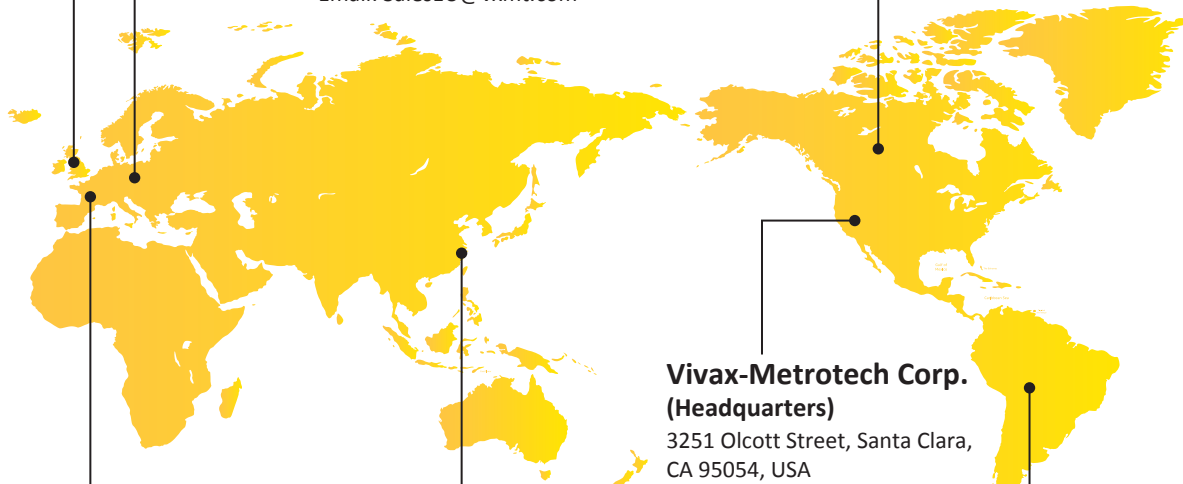 Vivax-Metrotech Corp.
(Headquarters)
3251 Olcott Street, Santa Clara,
CA 95054, USA